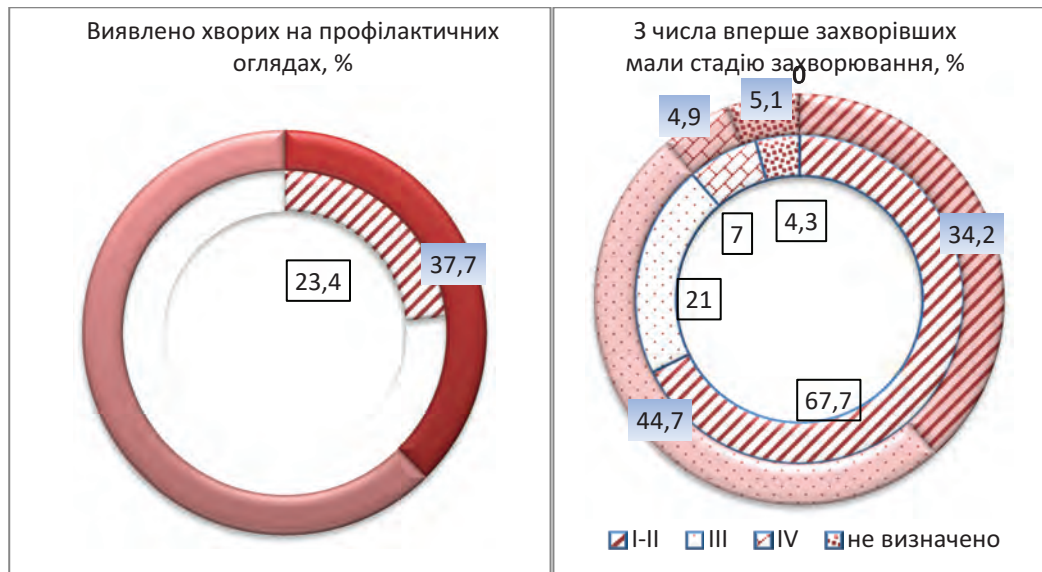 Виявлено хворих на профілактичних
оглядах, %
37,7
23,4
З числа вперше захворівших
мали стадію захворювання, %
0
5,1
4,9
4,3
7
34,2
21
67,7
44,7
I-II
III
IV
не визначено